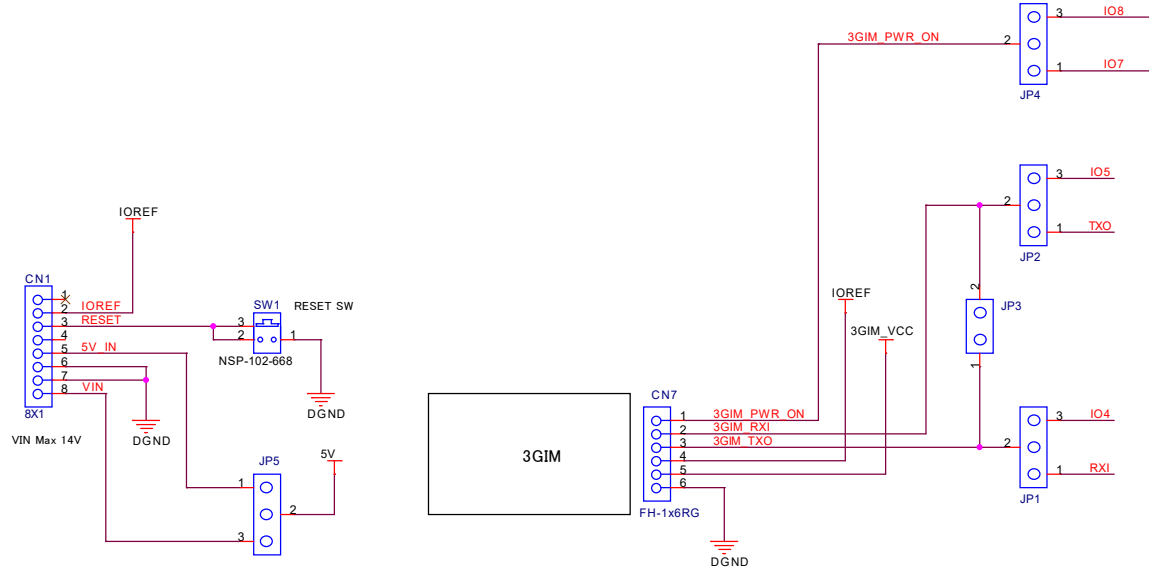 3
IO8
3GIM_PWR_ON
2
1
IO7
JP4
3
IO5
2
1
TXO
JP2
IOREF
CN1
1
2
IOREF
3
RESET
4
5
5V_IN
6
7
8
VIN
8X1
VIN Max 14V
DGND
SW1
RESET SW
3
2
1
NSP-102-668
DGND
JP5
5V
1
2
3
IOREF
3GIM_VCC
2
JP3
1
3GIM
CN7
1
3GIM_PWR_ON
2
3GIM_RXI
3
3GIM_TXO
4
5
6
FH-1x6RG
DGND
3
IO4
2
1
RXI
JP1